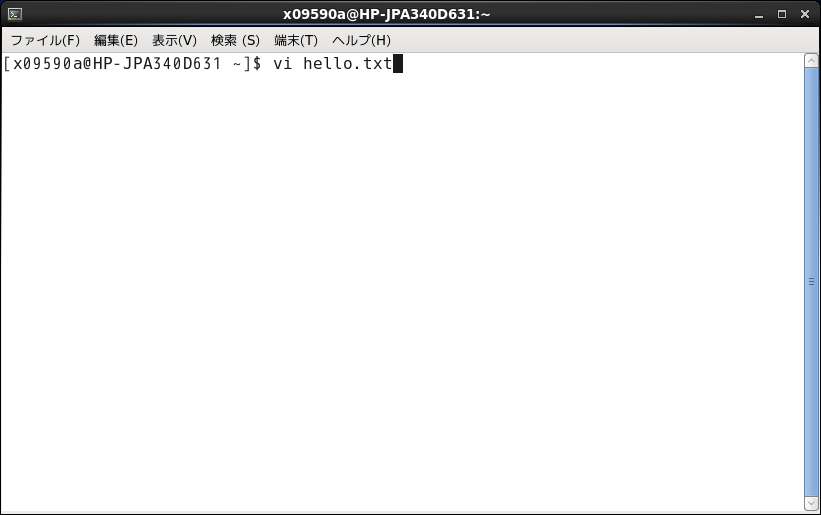 x09590a@HP-JPA340D631:~
ファイル(F) 編集(E) 表示(V) 検索 (S) 端末(T) ヘルプ(H)
[x09590a@HP-JPA340D631 ~]$ vi hello.txt